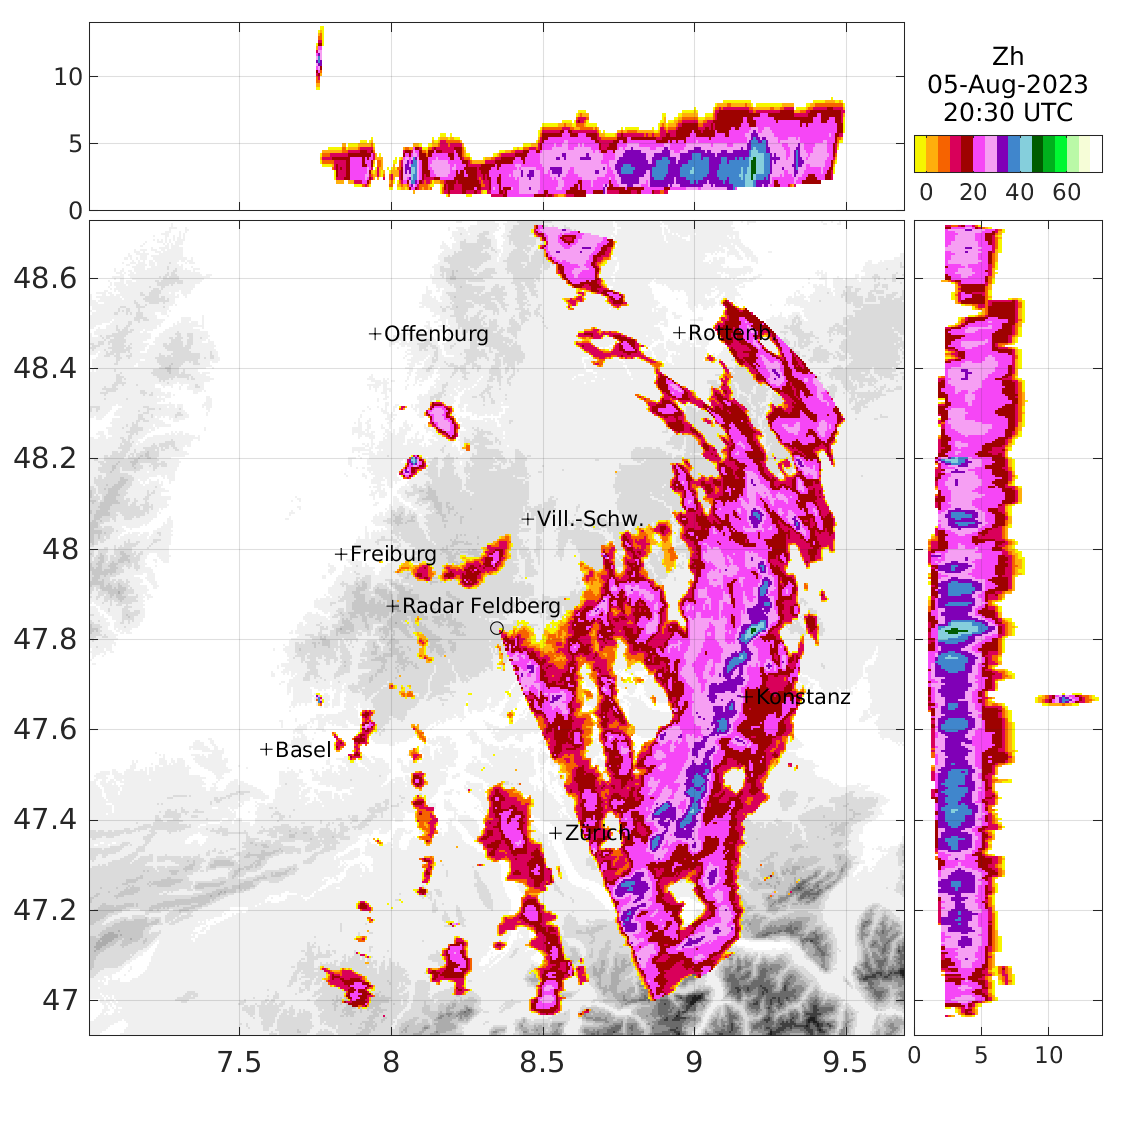 10
5
0
Zh
05-Aug-2023
20:30 UTC
0 20 40 60
48.6
48.4
48.2
48
47.8
47.6
47.4
47.2
47
+Offenburg
+Rottenb.
+Vill.-Schw.
+Freiburg
+Radar Feldberg
+Konstanz
+Basel
+Zürich
7.5 8 8.5 9 9.5
0 5 10